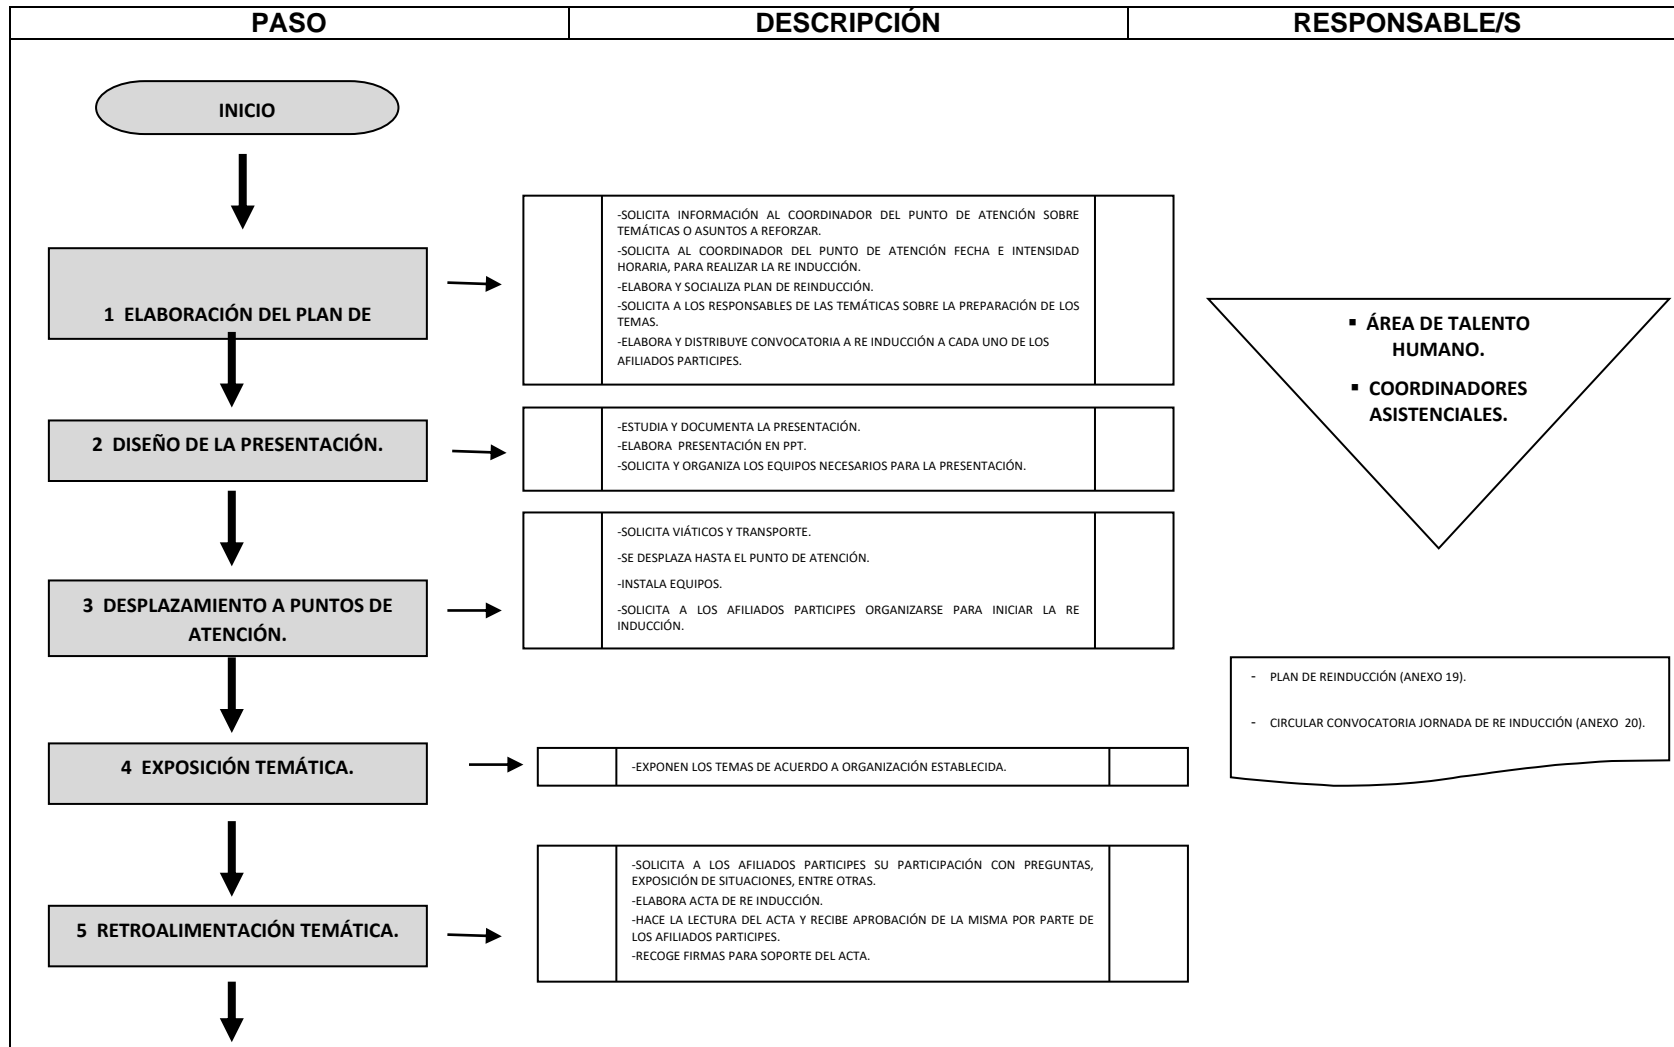 PASO
DESCRIPCIÓN
RESPONSABLE/S
INICIO
1 ELABORACIÓN DEL PLAN DE
-SOLICITA INFORMACIÓN AL COORDINADOR DEL PUNTO DE ATENCIÓN SOBRE
TEMÁTICAS O ASUNTOS A REFORZAR.
-SOLICITA AL COORDINADOR DEL PUNTO DE ATENCIÓN FECHA E INTENSIDAD
HORARIA, PARA REALIZAR LA RE INDUCCIÓN.
-ELABORA Y SOCIALIZA PLAN DE REINDUCCIÓN.
-SOLICITA A LOS RESPONSABLES DE LAS TEMÁTICAS SOBRE LA PREPARACIÓN DE LOS
TEMAS.
-ELABORA Y DISTRIBUYE CONVOCATORIA A RE INDUCCIÓN A CADA UNO DE LOS
AFILIADOS PARTICIPES.
▪ ÁREA DE TALENTO
HUMANO.
▪ COORDINADORES
ASISTENCIALES.
2 DISEÑO DE LA PRESENTACIÓN.
-ESTUDIA Y DOCUMENTA LA PRESENTACIÓN.
-ELABORA PRESENTACIÓN EN PPT.
-SOLICITA Y ORGANIZA LOS EQUIPOS NECESARIOS PARA LA PRESENTACIÓN.
3 DESPLAZAMIENTO A PUNTOS DE
ATENCIÓN.
-SOLICITA VIÁTICOS Y TRANSPORTE.
-SE DESPLAZA HASTA EL PUNTO DE ATENCIÓN.
-INSTALA EQUIPOS.
-SOLICITA A LOS AFILIADOS PARTICIPES ORGANIZARSE PARA INICIAR LA RE
INDUCCIÓN.
- PLAN DE REINDUCCIÓN (ANEXO 19).
- CIRCULAR CONVOCATORIA JORNADA DE RE INDUCCIÓN (ANEXO 20).
4 EXPOSICIÓN TEMÁTICA.
-EXPONEN LOS TEMAS DE ACUERDO A ORGANIZACIÓN ESTABLECIDA.
5 RETROALIMENTACIÓN TEMÁTICA.
-SOLICITA A LOS AFILIADOS PARTICIPES SU PARTICIPACIÓN CON PREGUNTAS,
EXPOSICIÓN DE SITUACIONES, ENTRE OTRAS.
-ELABORA ACTA DE RE INDUCCIÓN.
-HACE LA LECTURA DEL ACTA Y RECIBE APROBACIÓN DE LA MISMA POR PARTE DE
LOS AFILIADOS PARTICIPES.
-RECOGE FIRMAS PARA SOPORTE DEL ACTA.